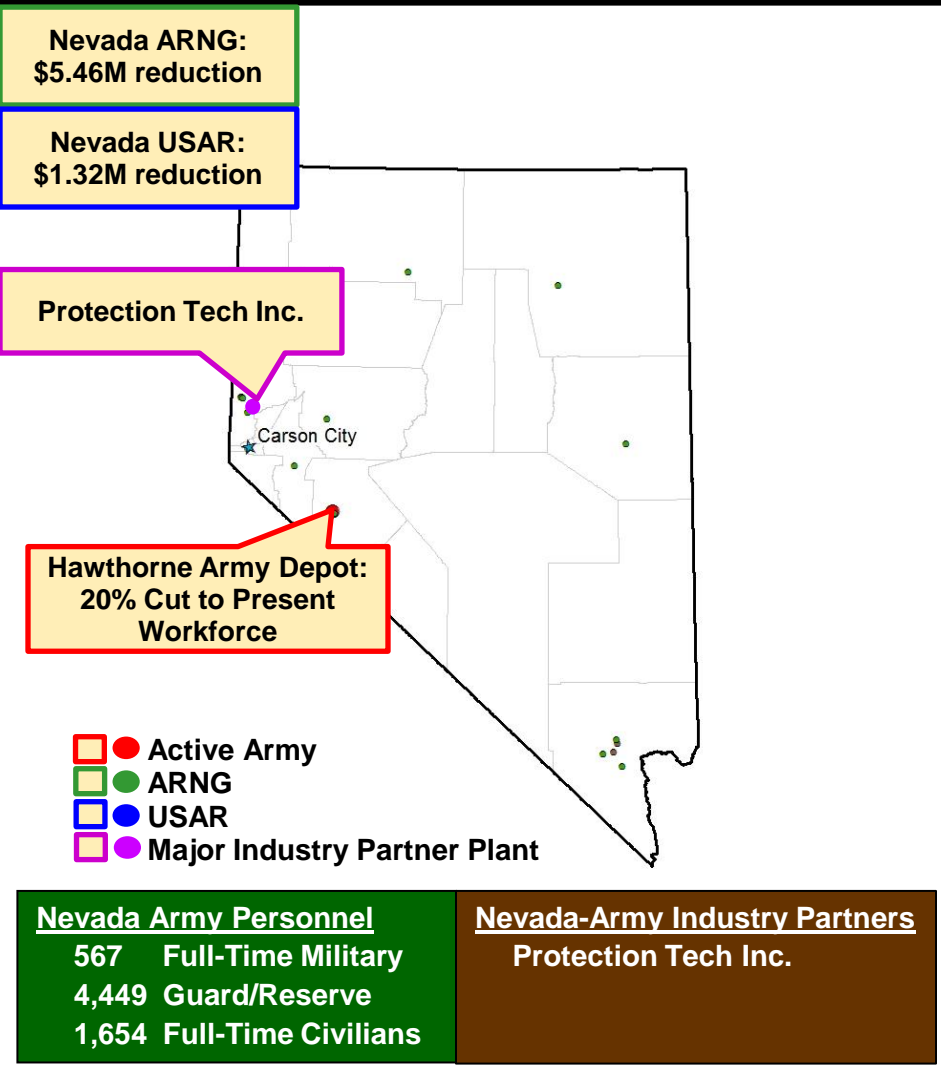 Nevada ARNG:
$5.46M reduction
Nevada USAR:
$1.32M reduction
Protection Tech Inc.
Carson City
Hawthorne Army Depot:
20% Cut to Present
Workforce
Active Army
ARNG
USAR
Major Industry Partner Plant
Nevada Army Personnel
567 Full-Time Military
4,449 Guard/Reserve
1,654 Full-Time Civilians
Nevada-Army Industry Partners
Protection Tech Inc.